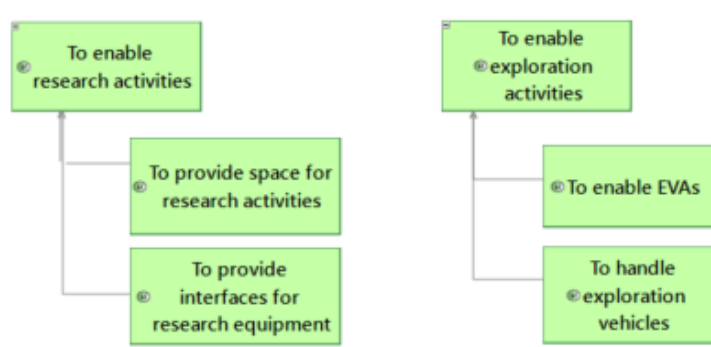 To enable
research activities
To provide space for
research activities
To provide
interfaces for
research equipment
To enable
exploration
activities
To enable EVAs
To handle
exploration
vehicles